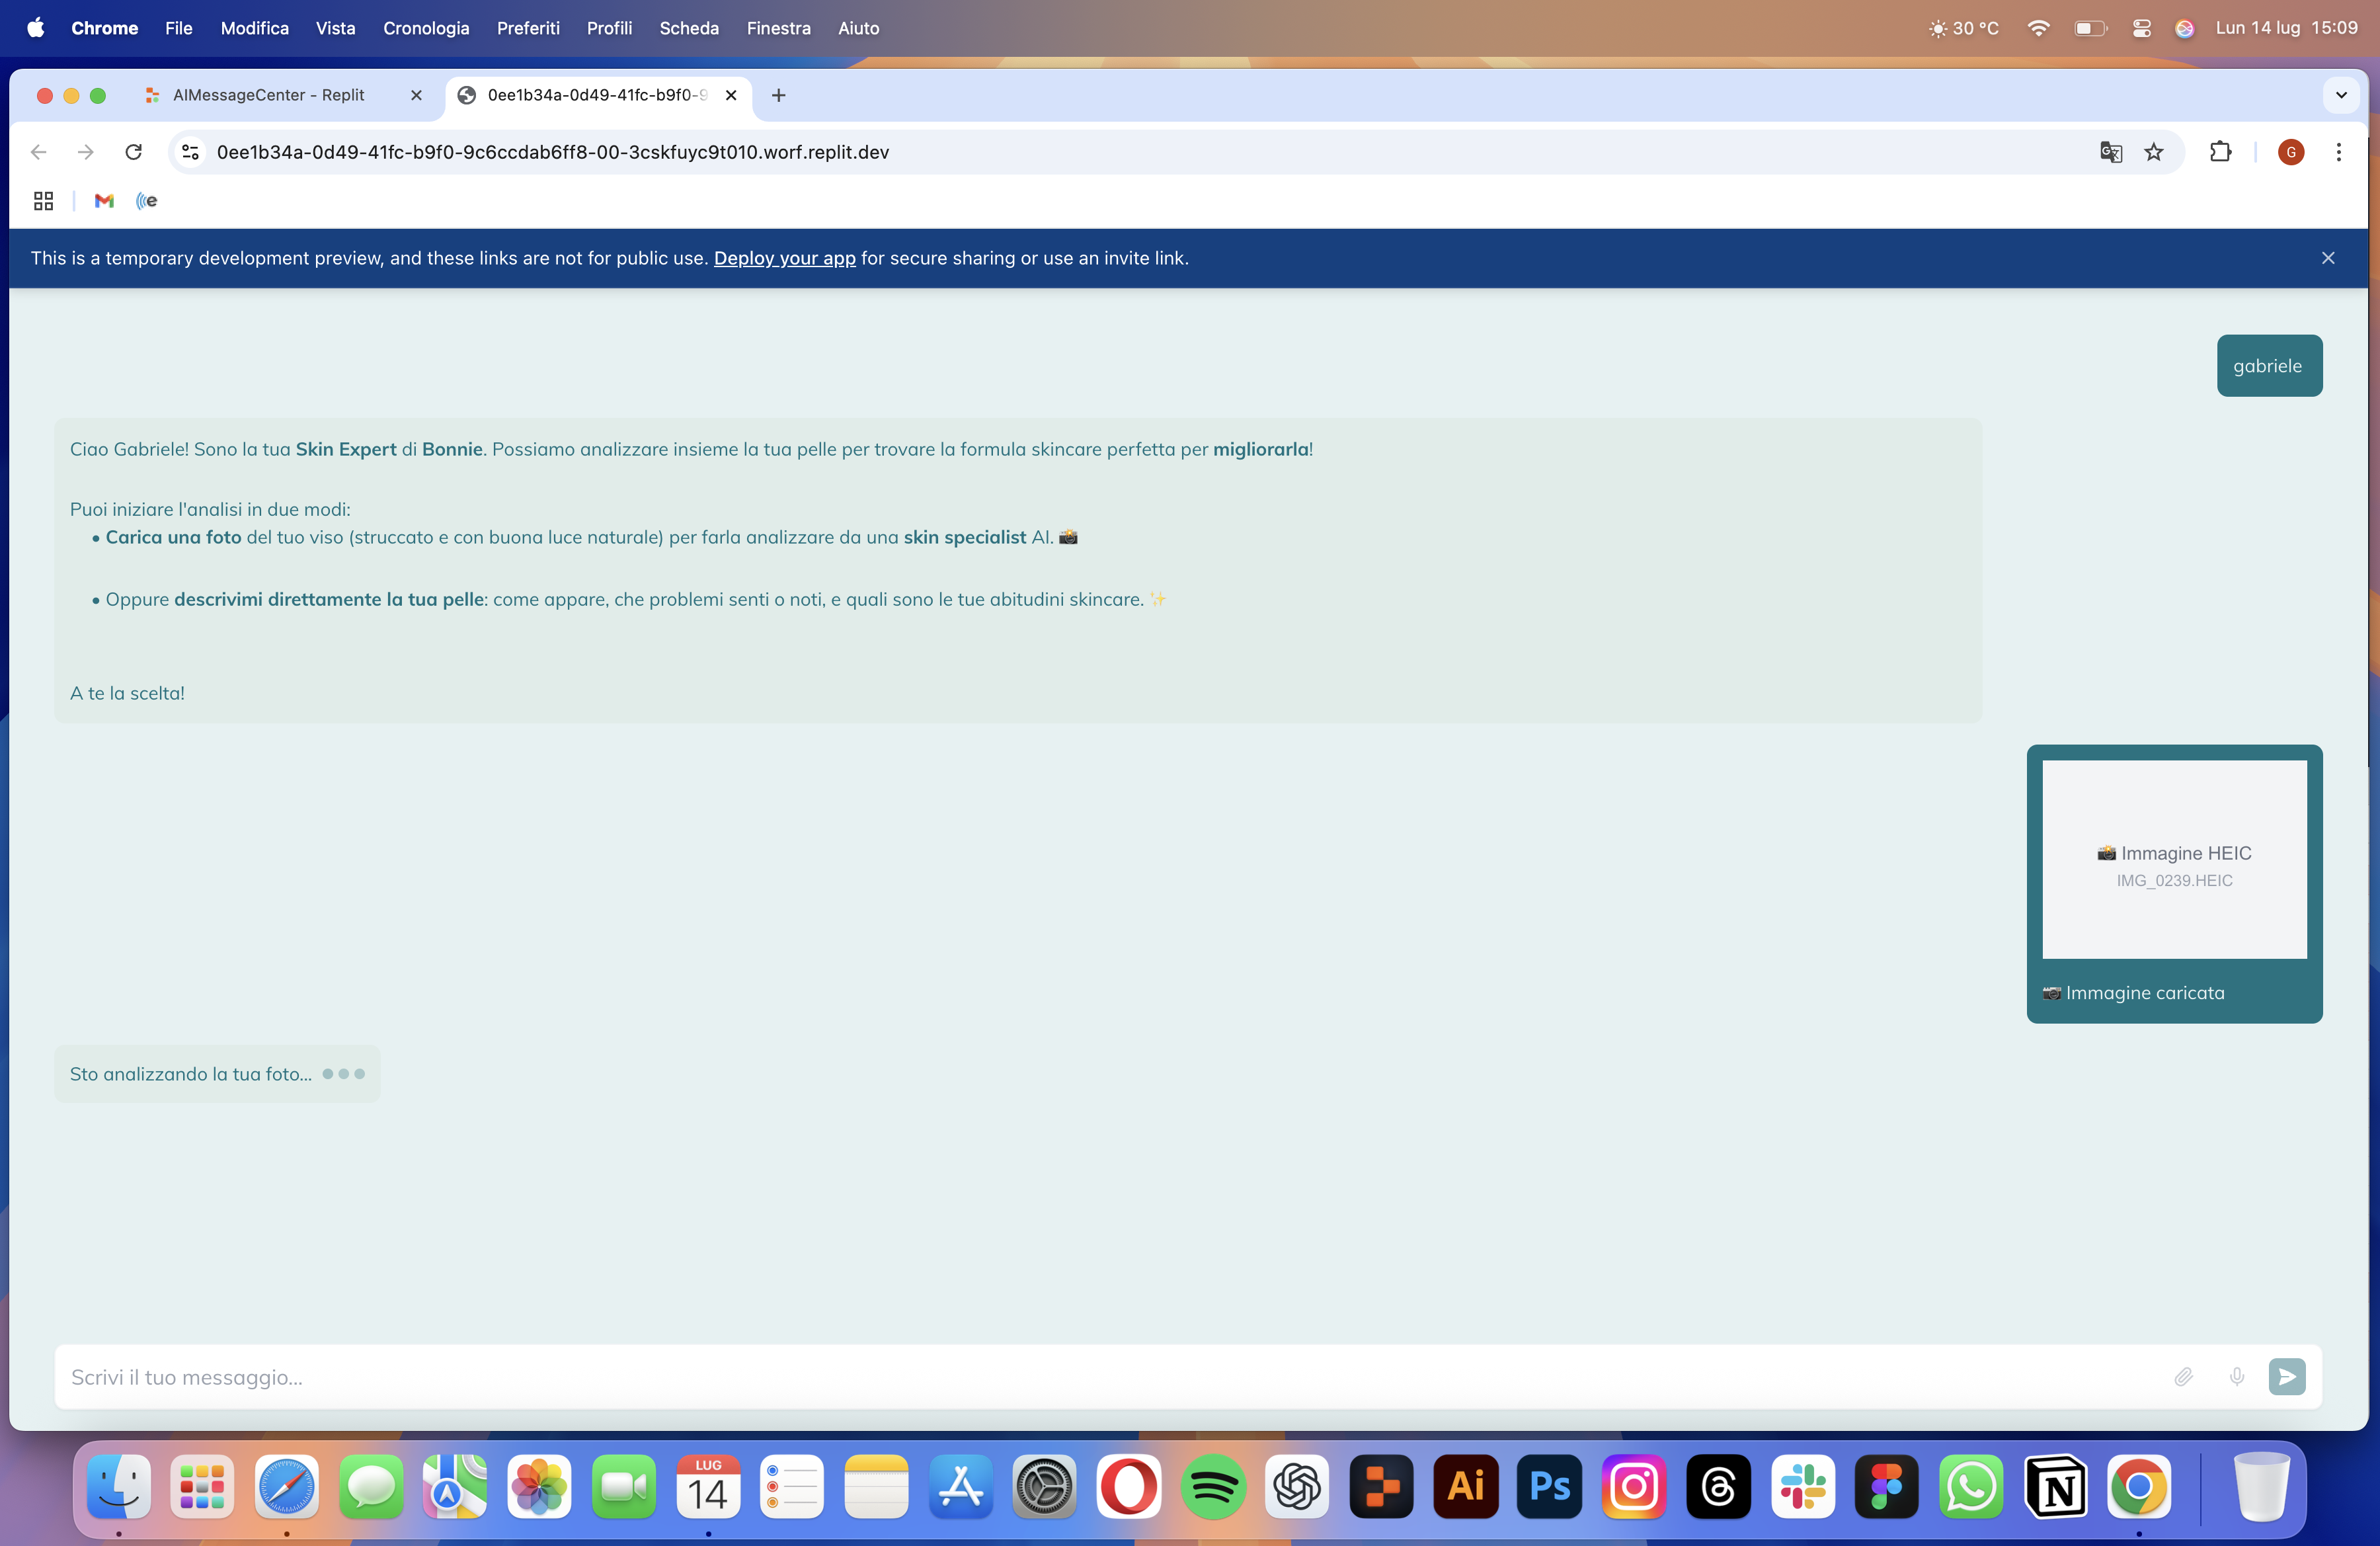 Chrome File Modifica Vista Cronologia Preferiti Profili Scheda Finestra Aiuto 30 °C Lun 14 lug 15:09
AIMessageCenter - Replit 0ee1b34a-0d49-41fc-b9f0-9
0ee1b34a-0d49-41fc-b9f0-9c6ccdab6ff8-00-3cskfuyc9t010.worf.replit.dev G
e
This is a temporary development preview, and these links are not for public use. Deploy your app for secure sharing or use an invite link.
gabriele
Ciao Gabriele! Sono la tua Skin Expert di Bonnie. Possiamo analizzare insieme la tua pelle per trovare la formula skincare perfetta per migliorarla!
Puoi iniziare l'analisi in due modi:
• Carica una foto del tuo viso (struccato e con buona luce naturale) per farla analizzare da una skin specialist AI. 📸
• Oppure descrivimi direttamente la tua pelle: come appare, che problemi senti o noti, e quali sono le tue abitudini skincare. ✨
A te la scelta!
📸 Immagine HEIC
IMG_0239.HEIC
📷 Immagine caricata
Sto analizzando la tua foto...
Scrivi il tuo messaggio...
LUG
14
Ai
Ps
N